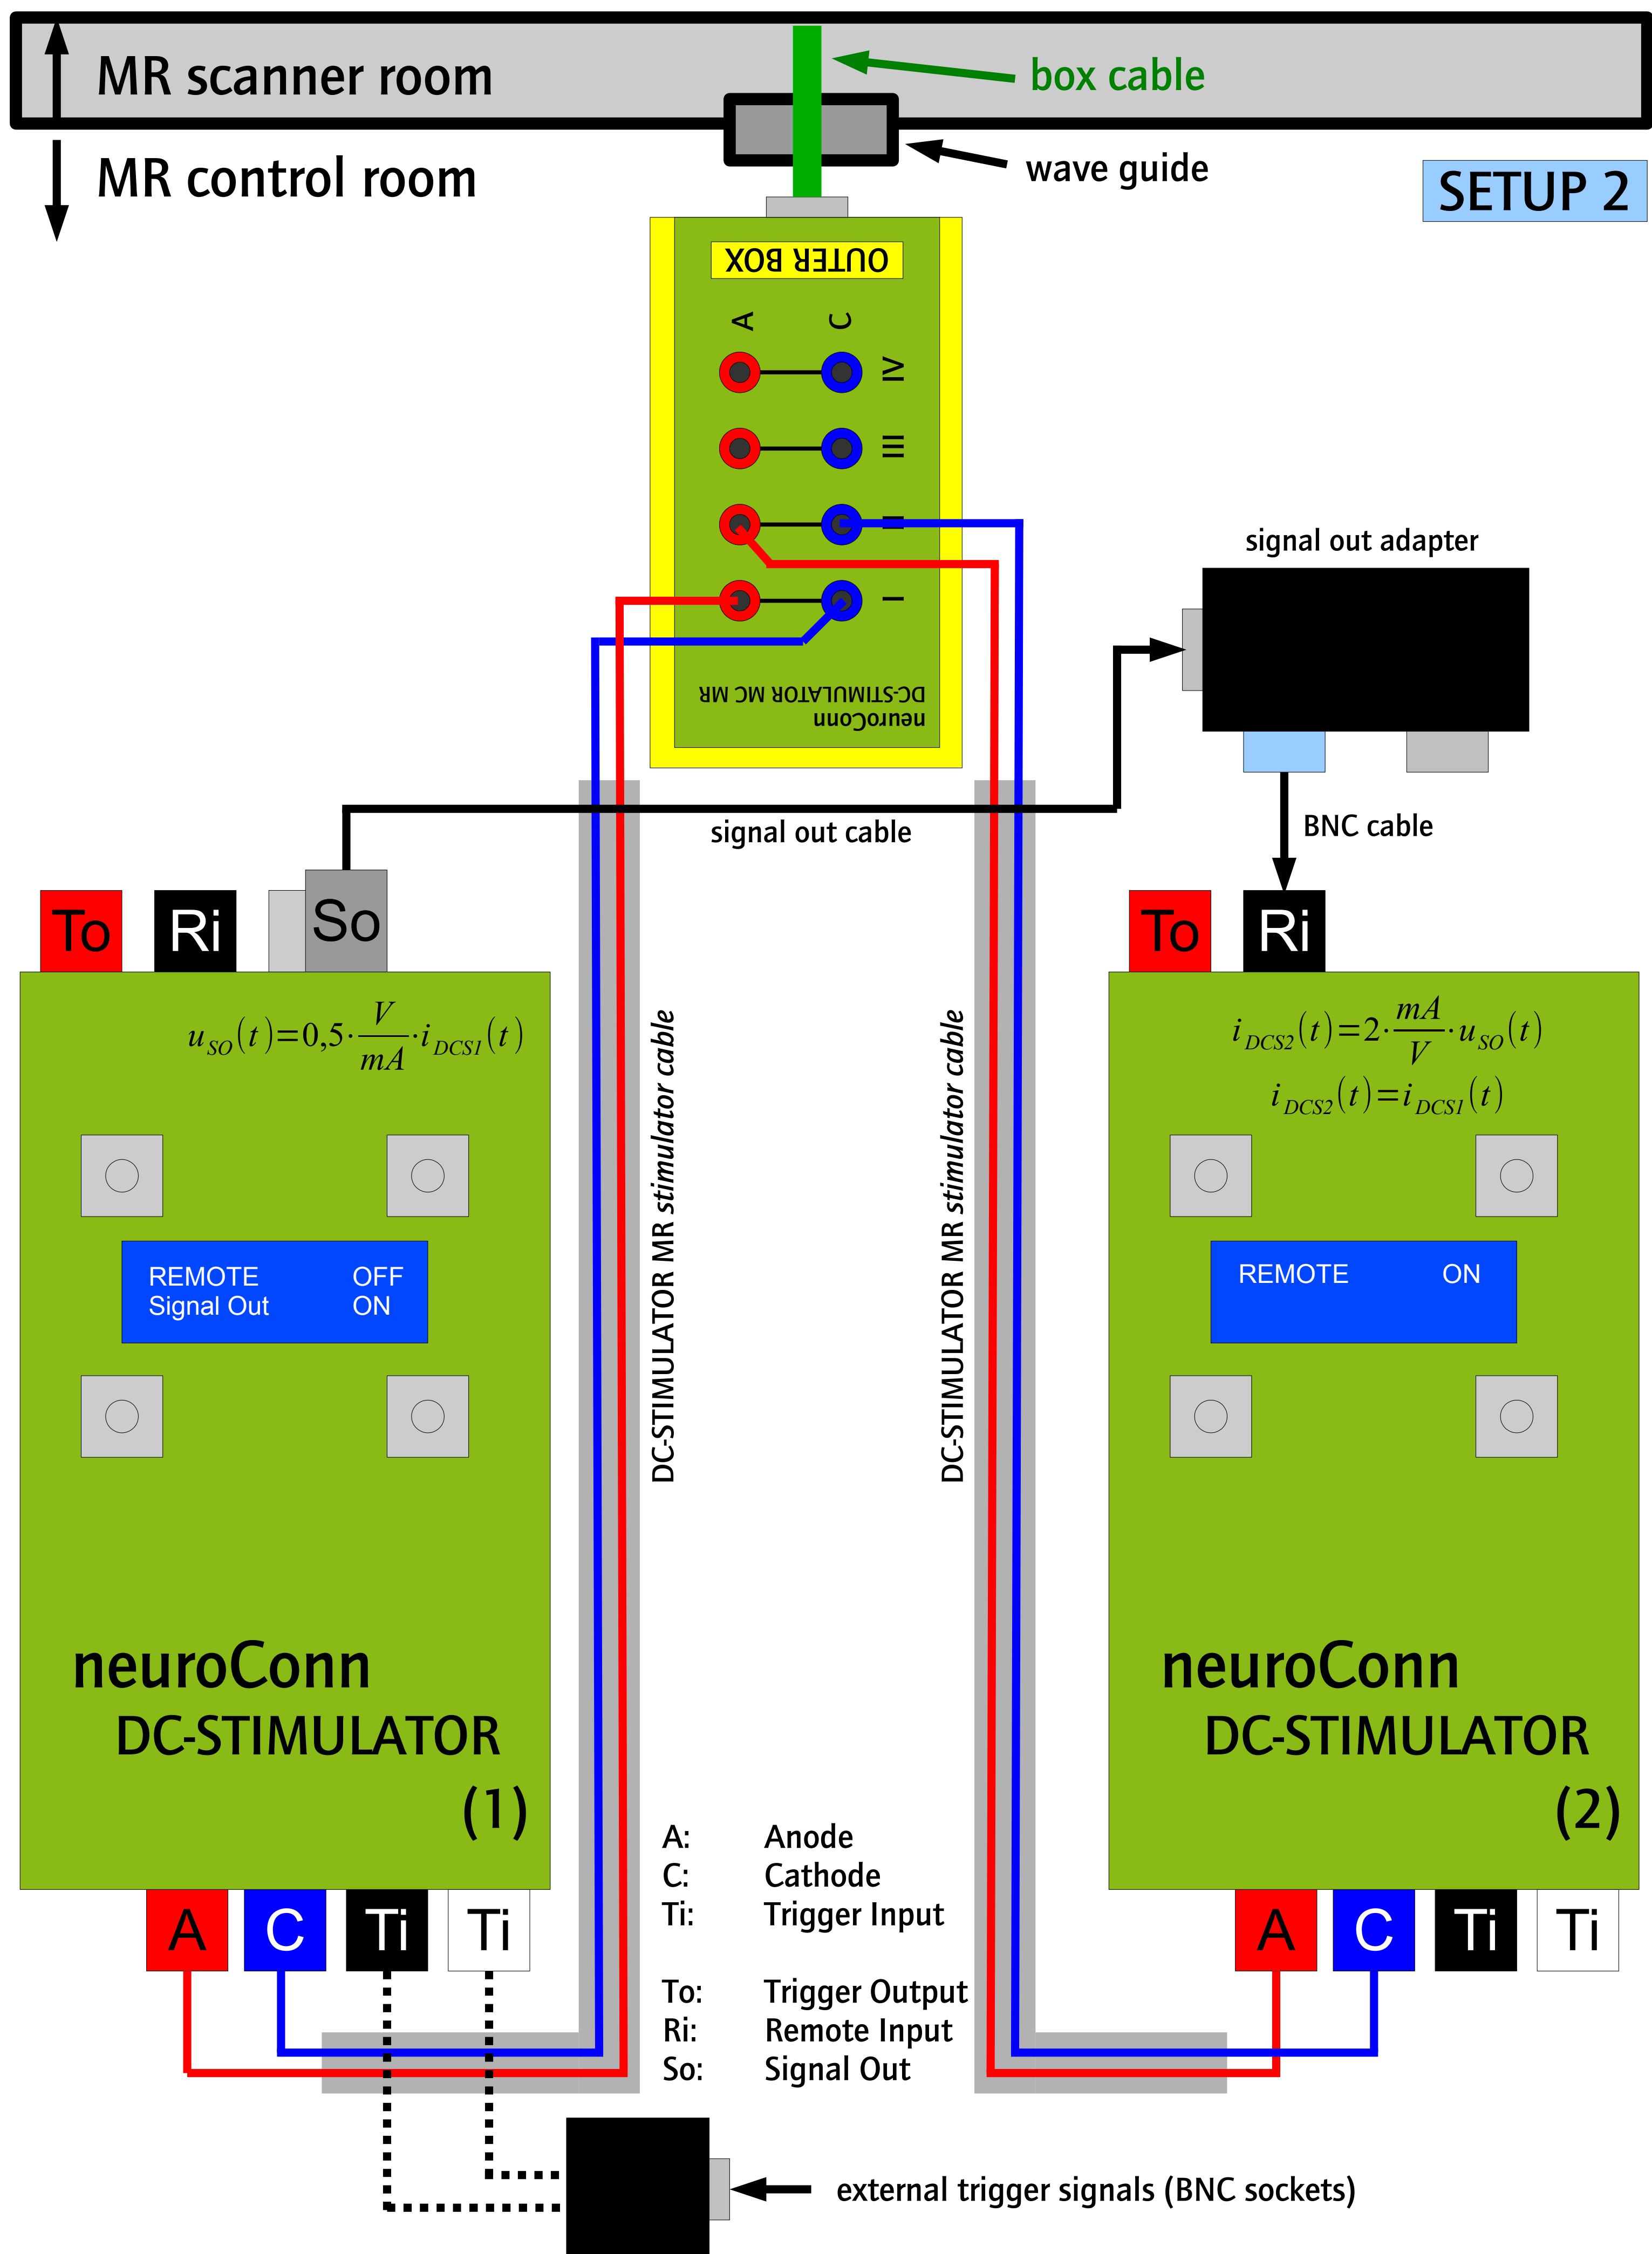 MR scanner room
box cable
MR control room
wave guide
SETUP 2
OUTER BOX
A C
IV
III
II
I
neuroConn
DC-STIMULATOR MC MR
signal out adapter
signal out cable
BNC cable
To Ri So
To Ri
u_SO(t)=0,5·V/mA·i_DCS1(t)
i_DCS2(t)=2·mA/V·u_SO(t)
i_DCS2(t)=i_DCS1(t)
DC-STIMULATOR MR stimulator cable
DC-STIMULATOR MR stimulator cable
REMOTE OFF
Signal Out ON
REMOTE ON
neuroConn
DC-STIMULATOR
(1)
neuroConn
DC-STIMULATOR
(2)
A: Anode
C: Cathode
Ti: Trigger Input
To: Trigger Output
Ri: Remote Input
So: Signal Out
A C Ti Ti
A C Ti Ti
external trigger signals (BNC sockets)